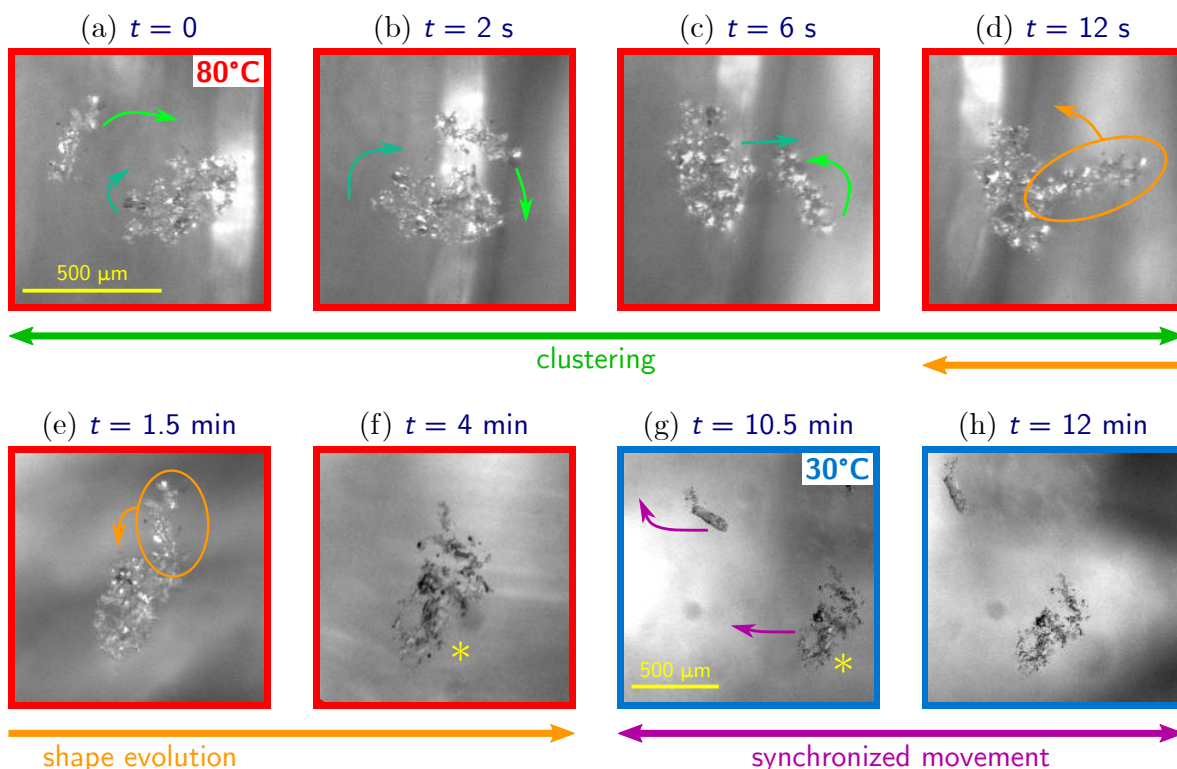 (a) t = 0
(b) t = 2 s
(c) t = 6 s
(d) t = 12 s
80°C
500 µm
clustering
(e) t = 1.5 min
(f) t = 4 min
(g) t = 10.5 min
(h) t = 12 min
30°C
*
*
500 µm
shape evolution
synchronized movement